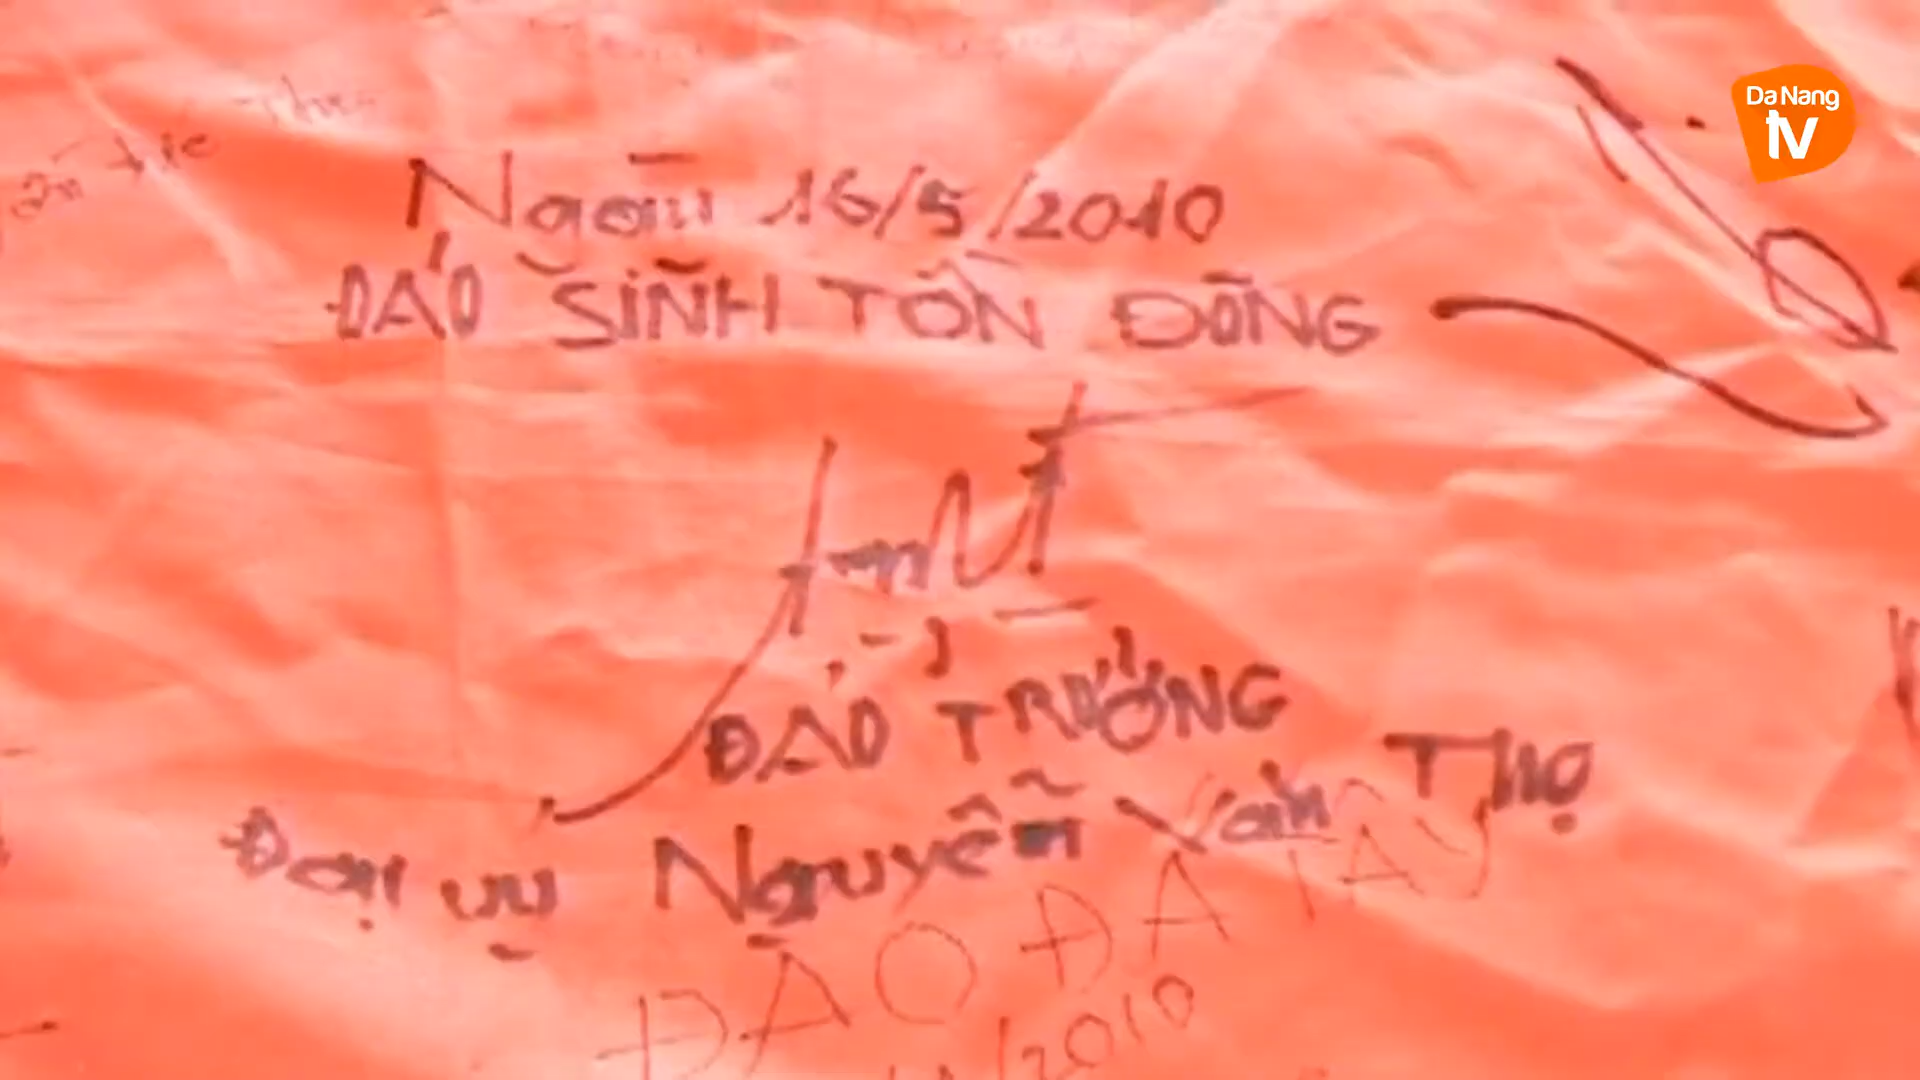 Da Nang
TV
Ngày 16/5/2010
ĐẢO SINH TỒN ĐÔNG
ĐẢO TRƯỞNG
Đại uý Nguyễn Văn Thọ
ĐẢO ĐÁ TÂY
/2010